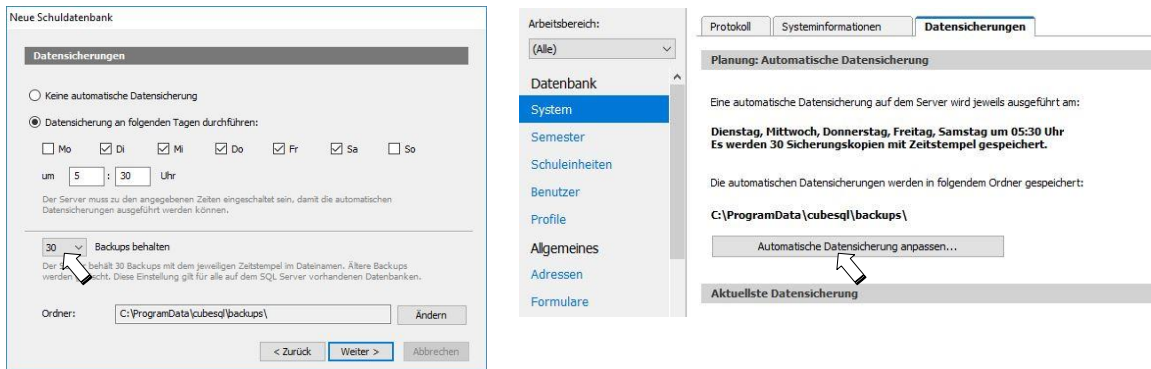 Neue Schuldatenbank
Datensicherungen
Keine automatische Datensicherung
Datensicherung an folgenden Tagen durchführen:
Mo Di Mi Do Fr Sa So
um 5 : 30 Uhr
Der Server muss zu den angegebenen Zeiten eingeschaltet sein, damit die automatischen
Datensicherungen ausgeführt werden können.
30 Backups behalten
Der behält 30 Backups mit dem jeweiligen Zeitstempel im Dateinamen. Ältere Backups
werden Diese Einstellung gilt für alle auf dem SQL Server vorhandenen Datenbanken.
Ordner: C:\ProgramData\cubesql\backups\ Ändern
< Zurück Weiter > Abbrechen
Arbeitsbereich:
(Alle)
Datenbank
System
Semester
Schuleinheiten
Benutzer
Profile
Allgemeines
Adressen
Formulare
Protokoll Systeminformationen Datensicherungen
Planung: Automatische Datensicherung
Eine automatische Datensicherung auf dem Server wird jeweils ausgeführt am:
Dienstag, Mittwoch, Donnerstag, Freitag, Samstag um 05:30 Uhr
Es werden 30 Sicherungskopien mit Zeitstempel gespeichert.
Die automatischen Datensicherungen werden in folgendem Ordner gespeichert:
C:\ProgramData\cubesql\backups\
Automatische Datensicherung anpassen...
Aktuellste Datensicherung